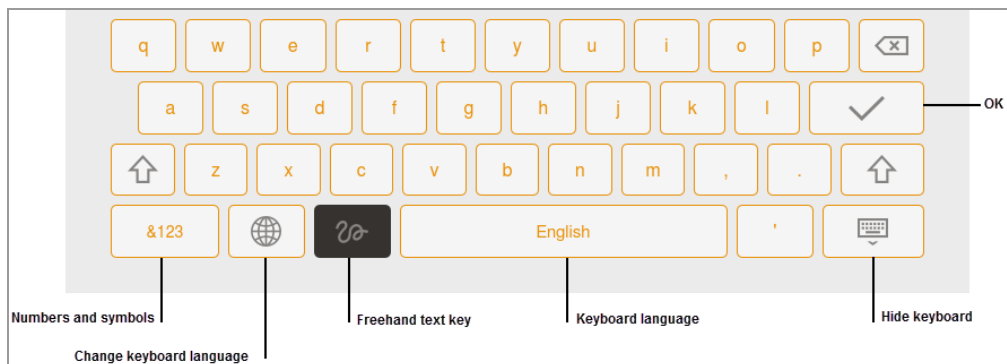 q w e r t y u i o p
a s d f g h j k l OK
z x c v b n m , .
&123 English '
Numbers and symbols Freehand text key Keyboard language Hide keyboard
Change keyboard language